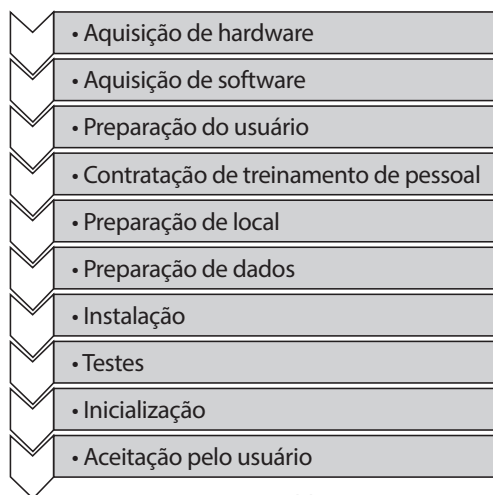 • Aquisição de hardware
• Aquisição de software
• Preparação do usuário
• Contratação de treinamento de pessoal
• Preparação de local
• Preparação de dados
• Instalação
• Testes
• Inicialização
• Aceitação pelo usuário